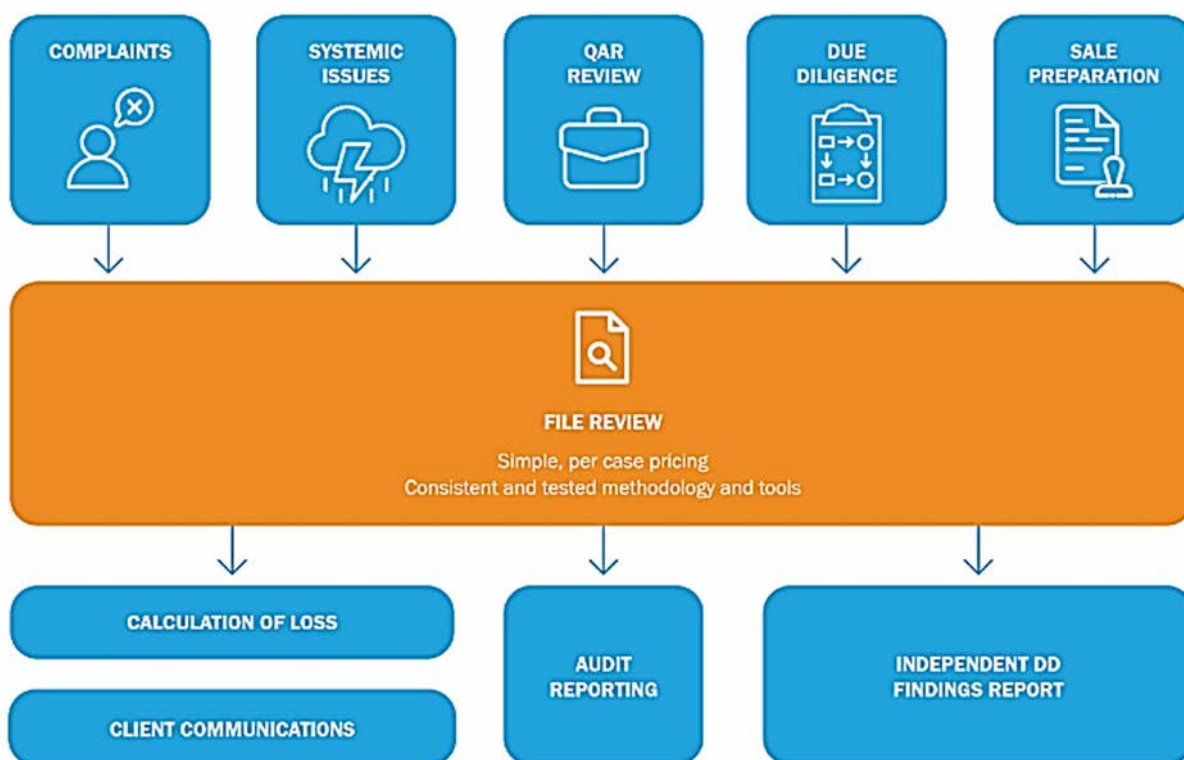 COMPLAINTS
SYSTEMIC
ISSUES
QAR
REVIEW
DUE
DILIGENCE
SALE
PREPARATION
FILE REVIEW
Simple, per case pricing
Consistent and tested methodology and tools
CALCULATION OF LOSS
CLIENT COMMUNICATIONS
AUDIT
REPORTING
INDEPENDENT DD
FINDINGS REPORT